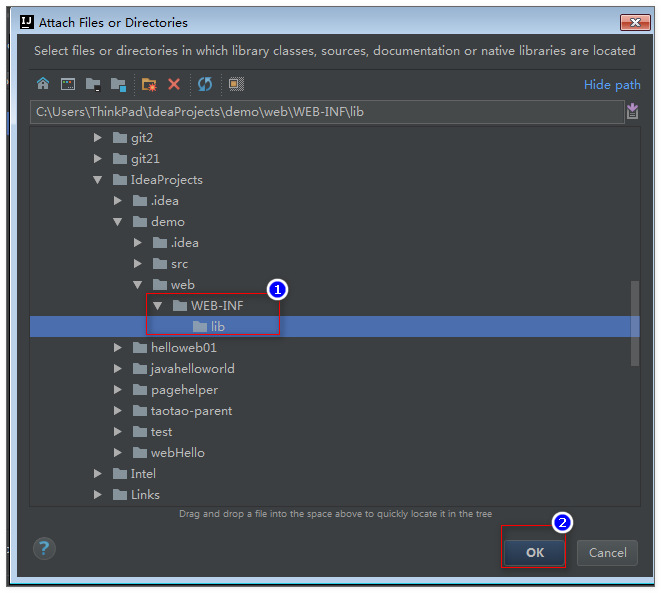 Attach Files or Directories
Select files or directories in which library classes, sources, documentation or native libraries are located
Hide path
C:\Users\ThinkPad\IdeaProjects\demo\web\WEB-INF\lib
git2
git21
IdeaProjects
.idea
demo
.idea
src
web
1
WEB-INF
lib
helloweb01
javahelloworld
pagehelper
taotao-parent
test
webHello
Intel
Links
Drag and drop a file into the space above to quickly locate it in the tree
2
? OK Cancel